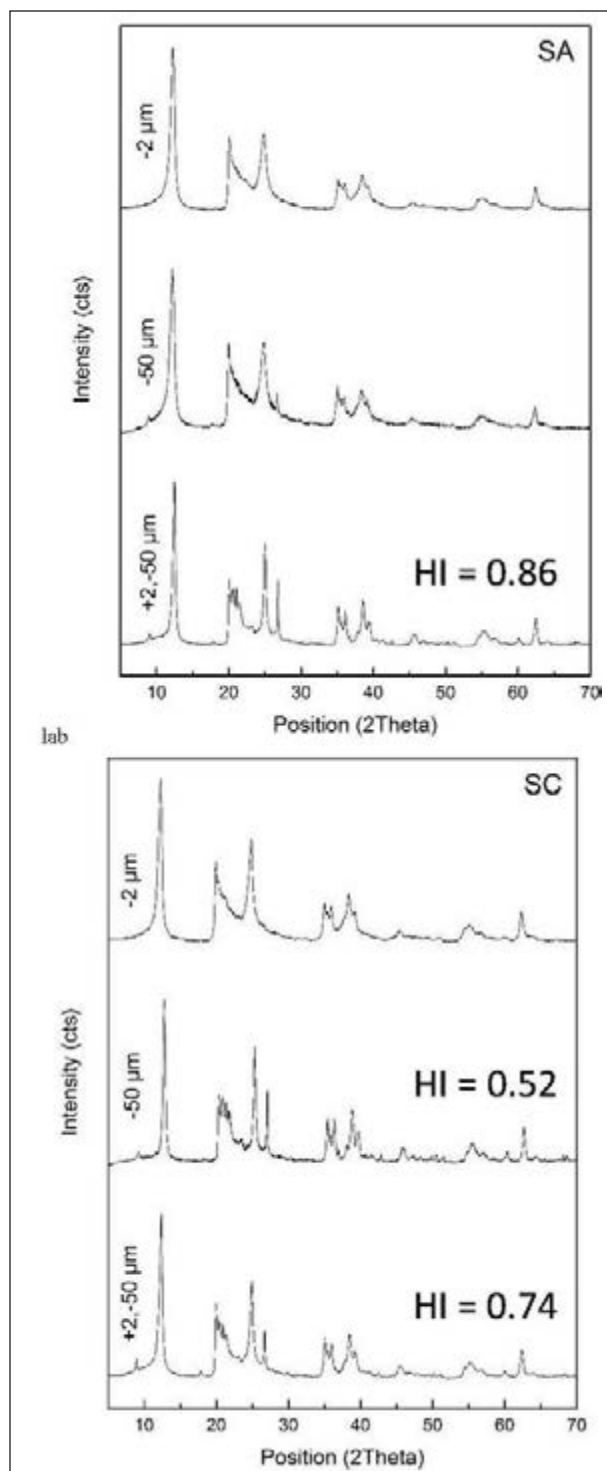 SA
-2 µm
-50 µm
+2,-50 µm
HI = 0.86
Intensity (cts)
10 20 30 40 50 60 70
Position (2Theta)
lab
SC
-2 µm
-50 µm
HI = 0.52
+2,-50 µm
HI = 0.74
Intensity (cts)
10 20 30 40 50 60 70
Position (2Theta)